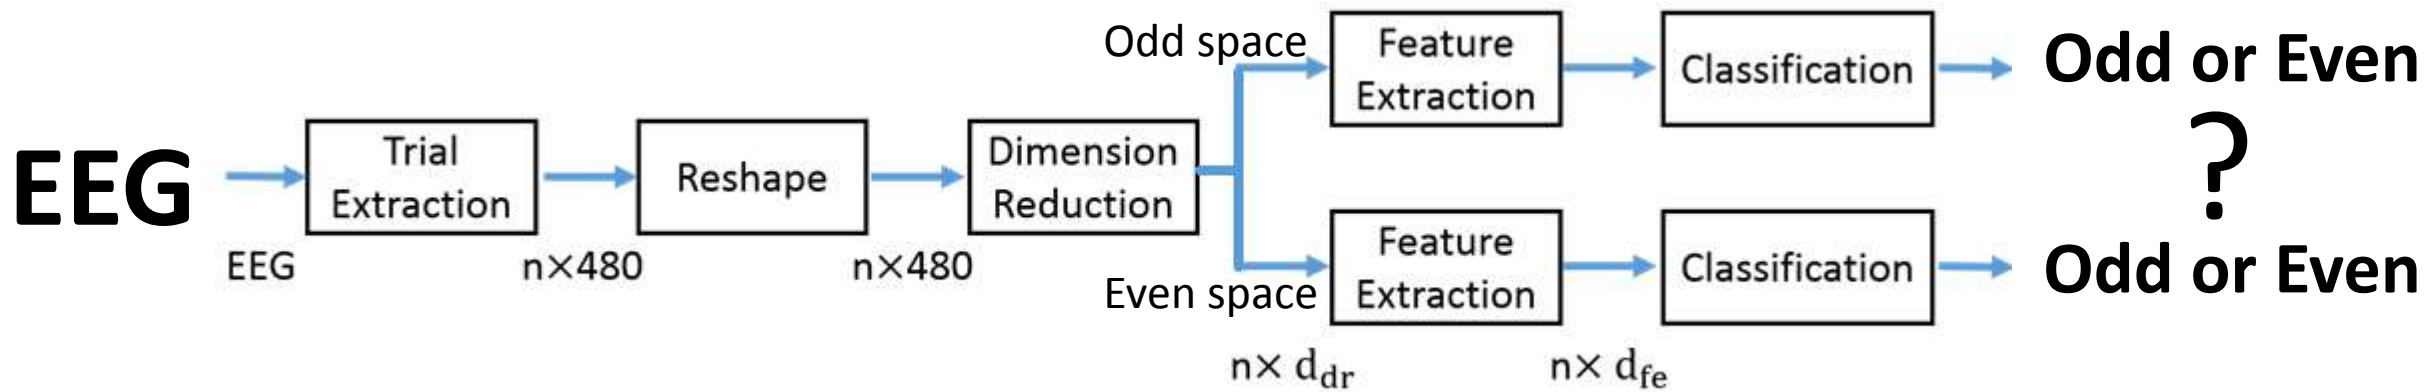 EEG
Trial
Extraction
Reshape
Dimension
Reduction
EEG
n×480
n×480
Odd space
Feature
Extraction
Classification
Odd or Even
?
Even space
Feature
Extraction
Classification
Odd or Even
n× d_dr
n× d_fe